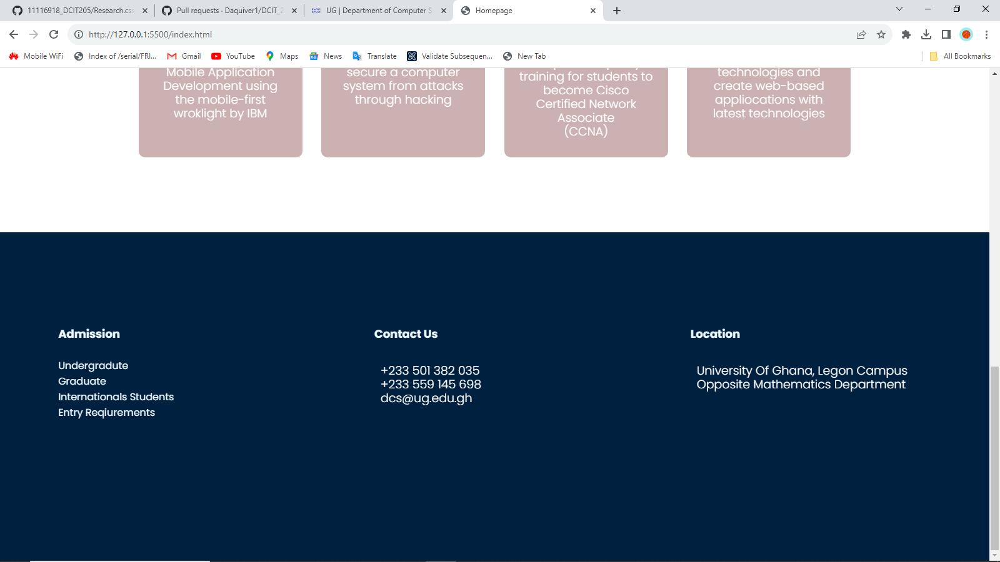 11116918_DCIT205/Research.css
Pull requests · Daquiver1/DCIT_2
UG | Department of Computer S
Homepage
http://127.0.0.1:5500/index.html
Mobile WiFi
Index of /serial/FRI...
Gmail
YouTube
Maps
News
Translate
Validate Subsequen...
New Tab
All Bookmarks
Mobile Application
Development using
the mobile-first
wroklight by IBM
secure a computer
system from attacks
through hacking
training for students to
become Cisco
Certified Network
Associate
(CCNA)
technologies and
create web-based
appliocations with
latest technologies
Admission
Undergradute
Graduate
Internationals Students
Entry Reqiurements
Contact Us
+233 501 382 035
+233 559 145 698
dcs@ug.edu.gh
Location
University Of Ghana, Legon Campus
Opposite Mathematics Department